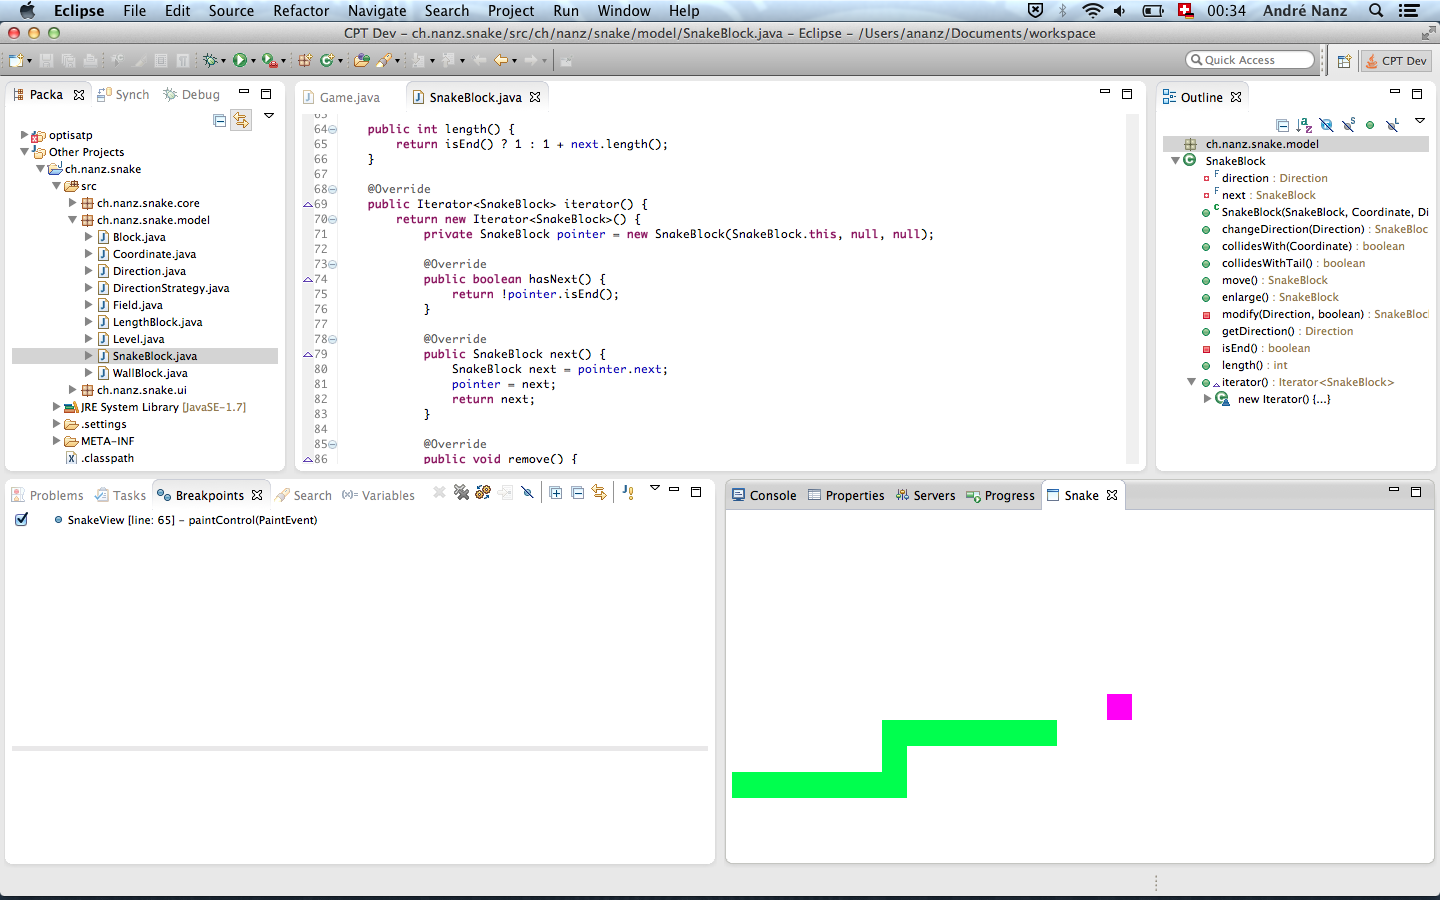 Eclipse File Edit Source Refactor Navigate Search Project Run Window Help 00:34 André Nanz
CPT Dev – ch.nanz.snake/src/ch/nanz/snake/model/SnakeBlock.java – Eclipse – /Users/ananz/Documents/workspace
Quick Access CPT Dev
Packa Synch Debug
optisatp
Other Projects
ch.nanz.snake
src
ch.nanz.snake.core
ch.nanz.snake.model
Block.java
Coordinate.java
Direction.java
DirectionStrategy.java
Field.java
LengthBlock.java
Level.java
SnakeBlock.java
WallBlock.java
ch.nanz.snake.ui
JRE System Library [JavaSE-1.7]
.settings
META-INF
.classpath
Game.java SnakeBlock.java
63
64 public int length() {
65 return isEnd() ? 1 : 1 + next.length();
66 }
67
68 @Override
69 public Iterator<SnakeBlock> iterator() {
70 return new Iterator<SnakeBlock>() {
71 private SnakeBlock pointer = new SnakeBlock(SnakeBlock.this, null, null);
72
73 @Override
74 public boolean hasNext() {
75 return !pointer.isEnd();
76 }
77
78 @Override
79 public SnakeBlock next() {
80 SnakeBlock next = pointer.next;
81 pointer = next;
82 return next;
83 }
84
85 @Override
86 public void remove() {
Outline
ch.nanz.snake.model
SnakeBlock
direction : Direction
next : SnakeBlock
SnakeBlock(SnakeBlock, Coordinate, Di
changeDirection(Direction) : SnakeBloc
collidesWith(Coordinate) : boolean
collidesWithTail() : boolean
move() : SnakeBlock
enlarge() : SnakeBlock
modify(Direction, boolean) : SnakeBloc
getDirection() : Direction
isEnd() : boolean
length() : int
iterator() : Iterator<SnakeBlock>
new Iterator() {...}
Problems Tasks Breakpoints Search Variables
SnakeView [line: 65] – paintControl(PaintEvent)
Console Properties Servers Progress Snake